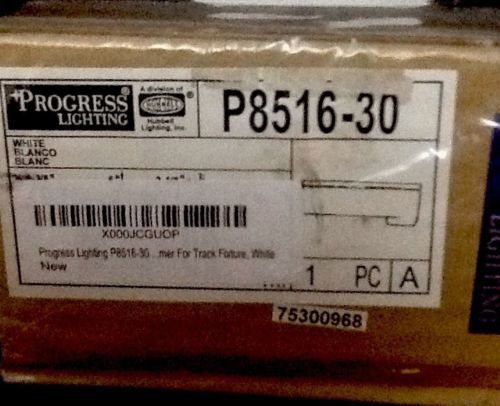 PROGRESS®
LIGHTING
A division of
HUBBELL®
Hubbell
Lighting, Inc.
P8516-30
WHITE
BLANCO
BLANC
X000JCGUOP
Progress Lighting P8516-30 ...mer For Track Fixture, White
New
1 PC A
75300968
LIGHTING